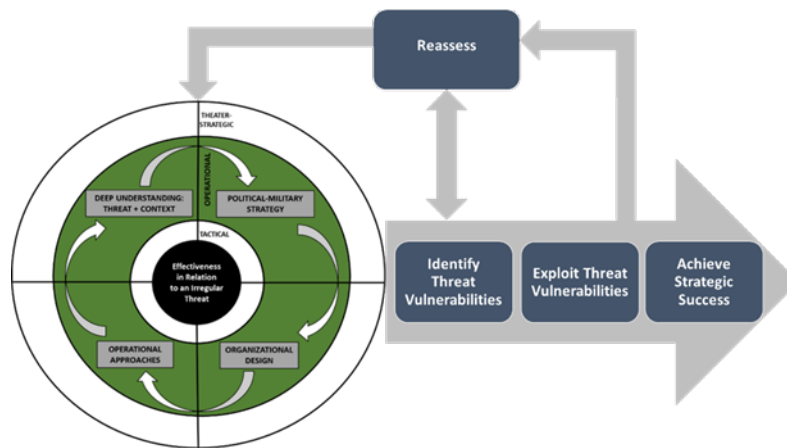 Reassess
THEATER-
STRATEGIC
OPERATIONAL
DEEP UNDERSTANDING:
THREAT + CONTEXT
POLITICAL-MILITARY
STRATEGY
TACTICAL
Effectiveness
in Relation
to an Irregular
Threat
OPERATIONAL
APPROACHES
ORGANIZATIONAL
DESIGN
Identify
Threat
Vulnerabilities
Exploit Threat
Vulnerabilities
Achieve
Strategic
Success